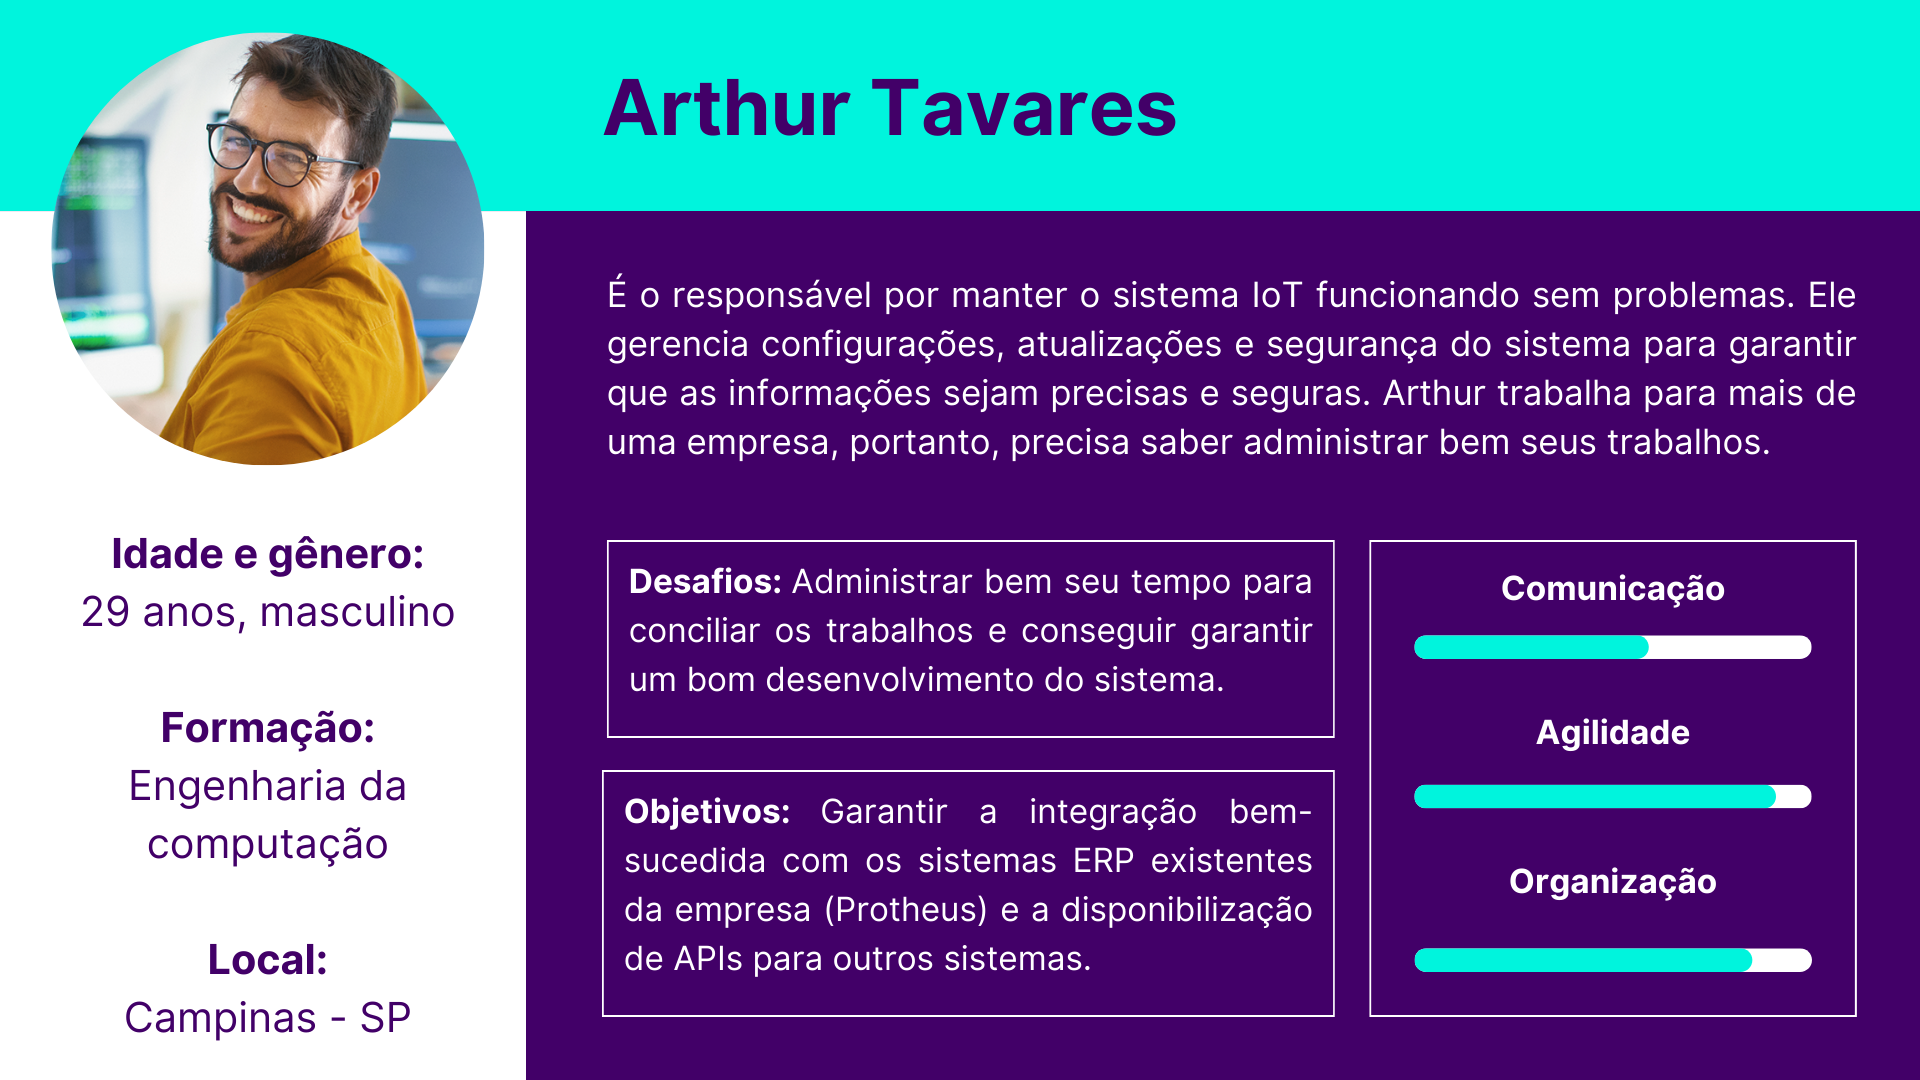 Arthur Tavares
É o responsável por manter o sistema IoT funcionando sem problemas. Ele
gerencia configurações, atualizações e segurança do sistema para garantir
que as informações sejam precisas e seguras. Arthur trabalha para mais de
uma empresa, portanto, precisa saber administrar bem seus trabalhos.
Idade e gênero:
29 anos, masculino
Formação:
Engenharia da
computação
Local:
Campinas - SP
Desafios: Administrar bem seu tempo para
conciliar os trabalhos e conseguir garantir
um bom desenvolvimento do sistema.
Objetivos: Garantir a integração bem-
sucedida com os sistemas ERP existentes
da empresa (Protheus) e a disponibilização
de APIs para outros sistemas.
Comunicação
Agilidade
Organização